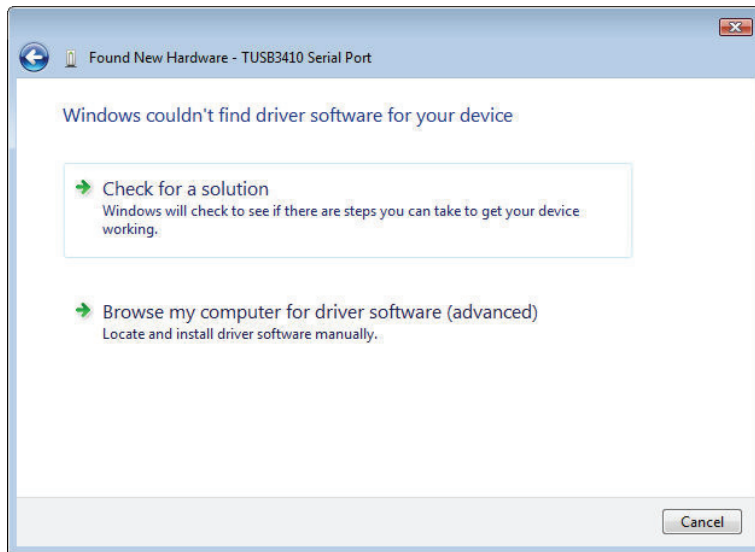 Found New Hardware - TUSB3410 Serial Port
Windows couldn't find driver software for your device
Check for a solution
Windows will check to see if there are steps you can take to get your device
working.
Browse my computer for driver software (advanced)
Locate and install driver software manually.
Cancel